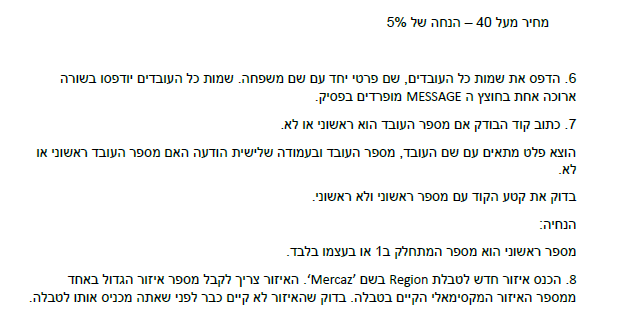 מחיר מעל 40 – הנחה של 5%
6. הדפס את שמות כל העובדים, שם פרטי יחד עם שם משפחה. שמות כל העובדים יודפסו בשורה
ארוכה אחת בחוצץ ה MESSAGE מופרדים בפסיק.
7. כתוב קוד הבודק אם מספר העובד הוא ראשוני או לא.
הוצא פלט מתאים עם שם העובד, מספר העובד ובעמודה שלישית הודעה האם מספר העובד ראשוני או
לא.
בדוק את קטע הקוד עם מספר ראשוני ולא ראשוני.
הנחיה:
מספר ראשוני הוא מספר המתחלק ב1 או בעצמו בלבד.
8. הכנס איזור חדש לטבלת Region בשם 'Mercaz'. האיזור צריך לקבל מספר איזור הגדול באחד
ממספר האיזור המקסימאלי הקיים בטבלה. בדוק שהאיזור לא קיים כבר לפני שאתה מכניס אותו לטבלה.